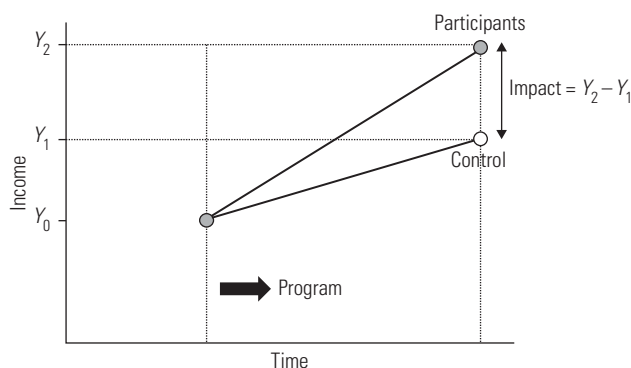 Participants
Y2
Impact = Y2 – Y1
Y1
Control
Income
Y0
Program
Time